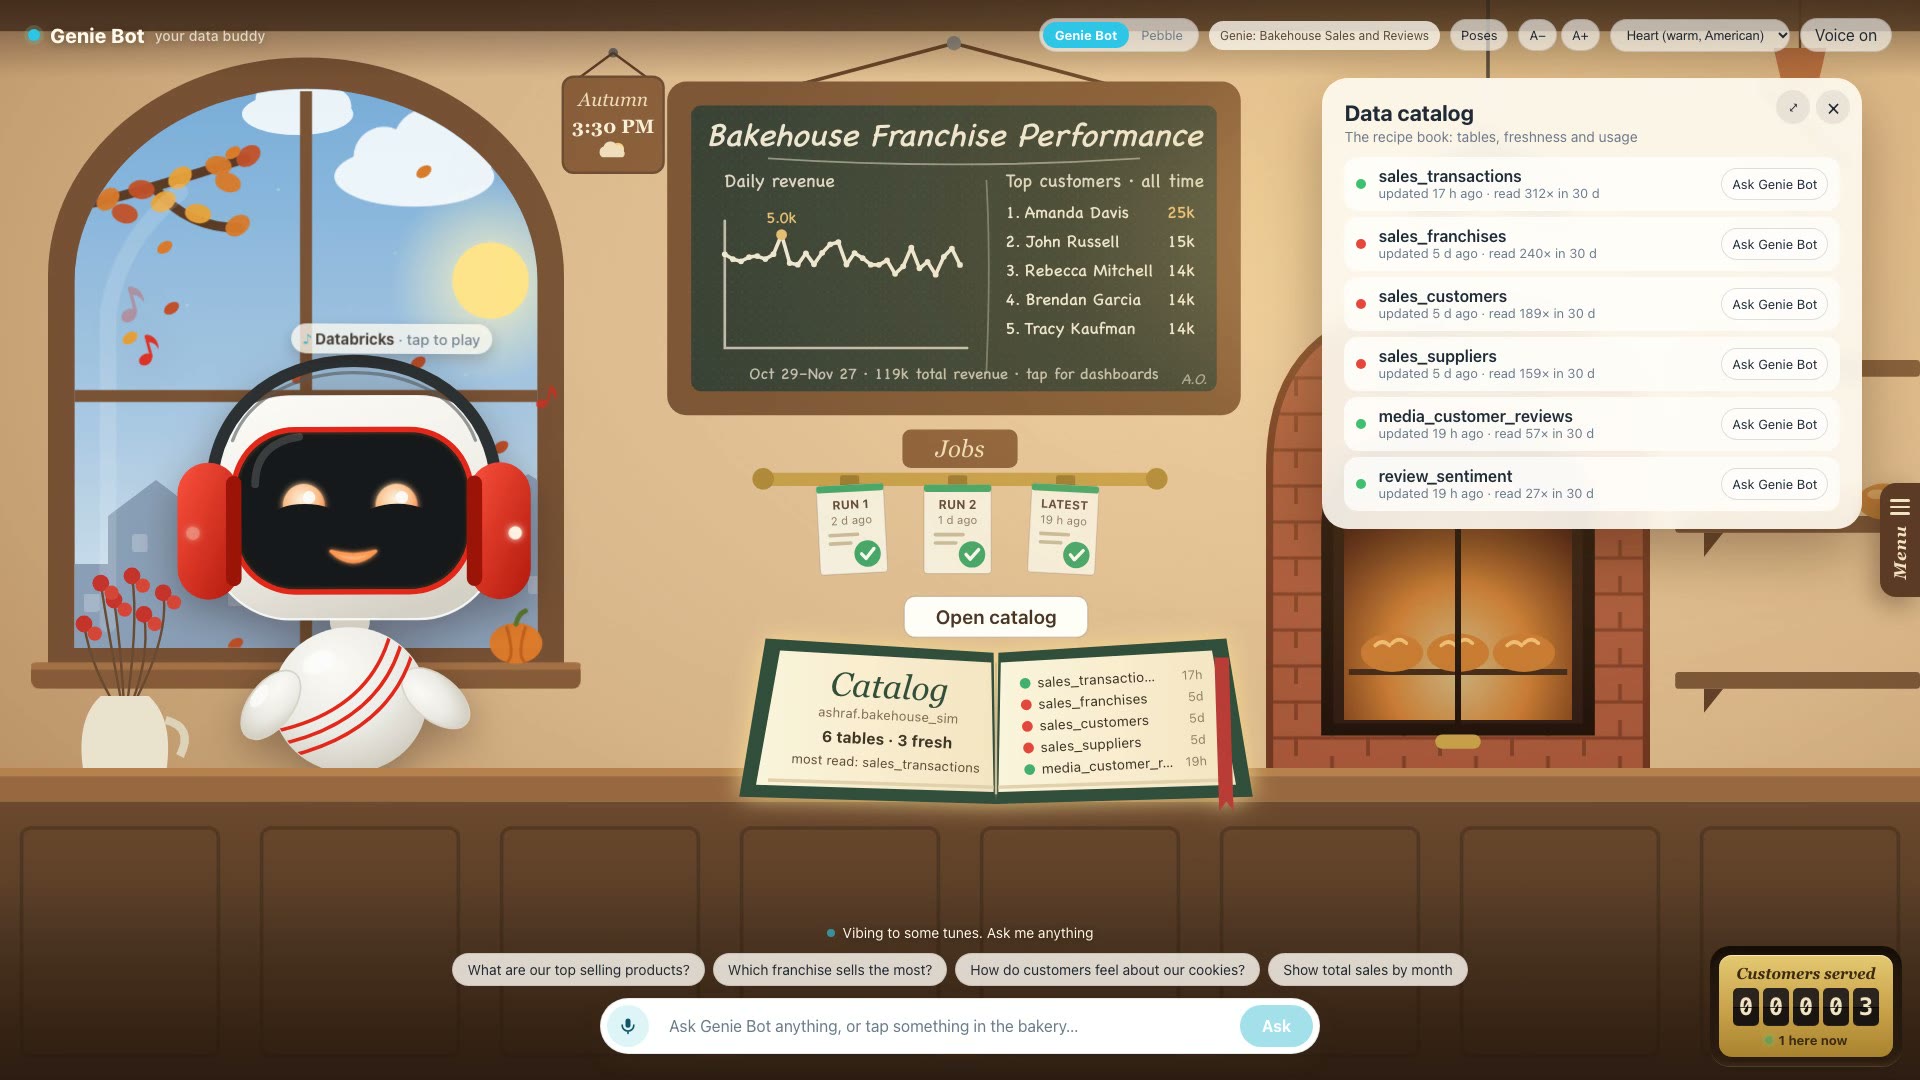 Genie Bot your data buddy
Genie Bot Pebble
Genie: Bakehouse Sales and Reviews
Poses
A−
A+
Heart (warm, American)
Voice on
Autumn
3:30 PM
Bakehouse Franchise Performance
Daily revenue
5.0k
Top customers · all time
1. Amanda Davis 25k
2. John Russell 15k
3. Rebecca Mitchell 14k
4. Brendan Garcia 14k
5. Tracy Kaufman 14k
Oct 29–Nov 27 · 119k total revenue · tap for dashboards
A.O.
Data catalog
The recipe book: tables, freshness and usage
sales_transactions
updated 17 h ago · read 312× in 30 d
Ask Genie Bot
sales_franchises
updated 5 d ago · read 240× in 30 d
Ask Genie Bot
sales_customers
updated 5 d ago · read 189× in 30 d
Ask Genie Bot
sales_suppliers
updated 5 d ago · read 159× in 30 d
Ask Genie Bot
media_customer_reviews
updated 19 h ago · read 57× in 30 d
Ask Genie Bot
review_sentiment
updated 19 h ago · read 27× in 30 d
Ask Genie Bot
Menu
♪ Databricks · tap to play
Jobs
RUN 1
2 d ago
RUN 2
1 d ago
LATEST
19 h ago
Open catalog
Catalog
ashraf.bakehouse_sim
6 tables · 3 fresh
most read: sales_transactions
sales_transactio... 17h
sales_franchises 5d
sales_customers 5d
sales_suppliers 5d
media_customer_r... 19h
Vibing to some tunes. Ask me anything
What are our top selling products?
Which franchise sells the most?
How do customers feel about our cookies?
Show total sales by month
Ask Genie Bot anything, or tap something in the bakery...
Ask
Customers served
00003
1 here now